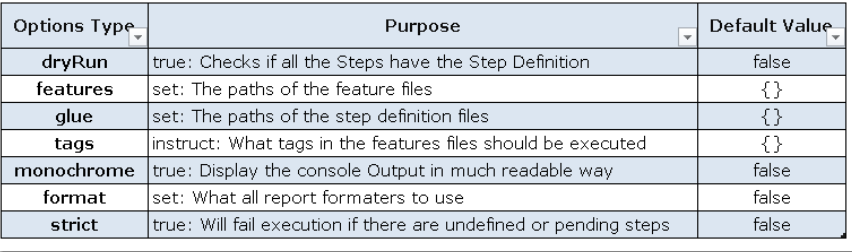 Options Type Purpose Default Value
dryRun true: Checks if all the Steps have the Step Definition false
features set: The paths of the feature files {}
glue set: The paths of the step definition files {}
tags instruct: What tags in the features files should be executed {}
monochrome true: Display the console Output in much readable way false
format set: What all report formaters to use false
strict true: Will fail execution if there are undefined or pending steps false